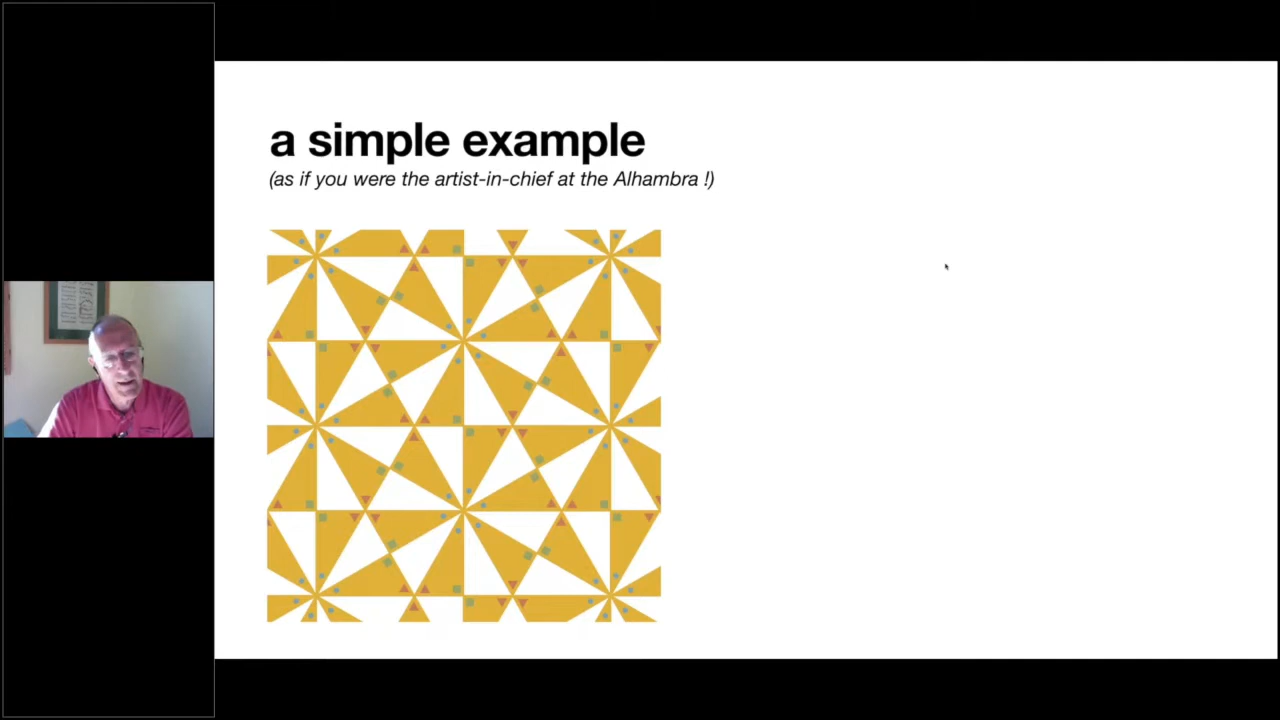 a simple example
(as if you were the artist-in-chief at the Alhambra !)